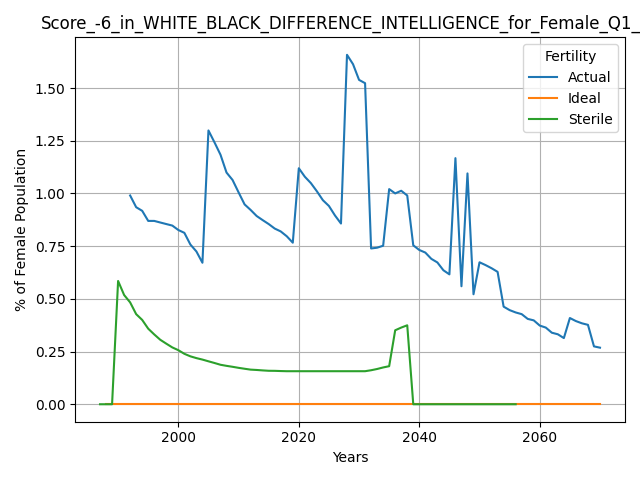 Score_-6_in_WHITE_BLACK_DIFFERENCE_INTELLIGENCE_for_Female_Q1_
Fertility
Actual
Ideal
Sterile
% of Female Population
1.50
1.25
1.00
0.75
0.50
0.25
0.00
2000 2020 2040 2060
Years